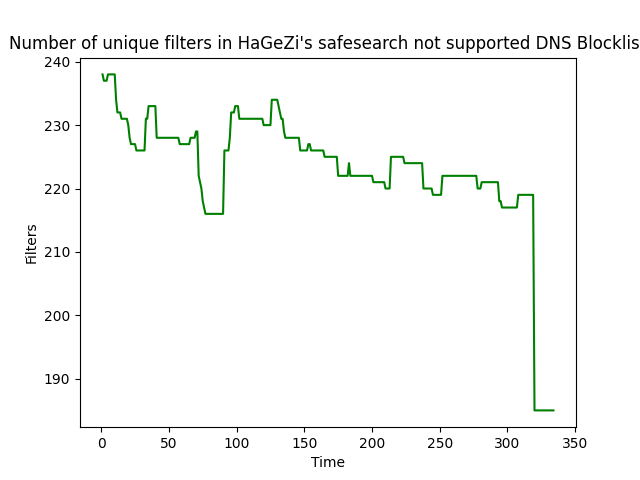 Number of unique filters in HaGeZi's safesearch not supported DNS Blocklis
240
230
220
210
200
190
Filters
0 50 100 150 200 250 300 350
Time